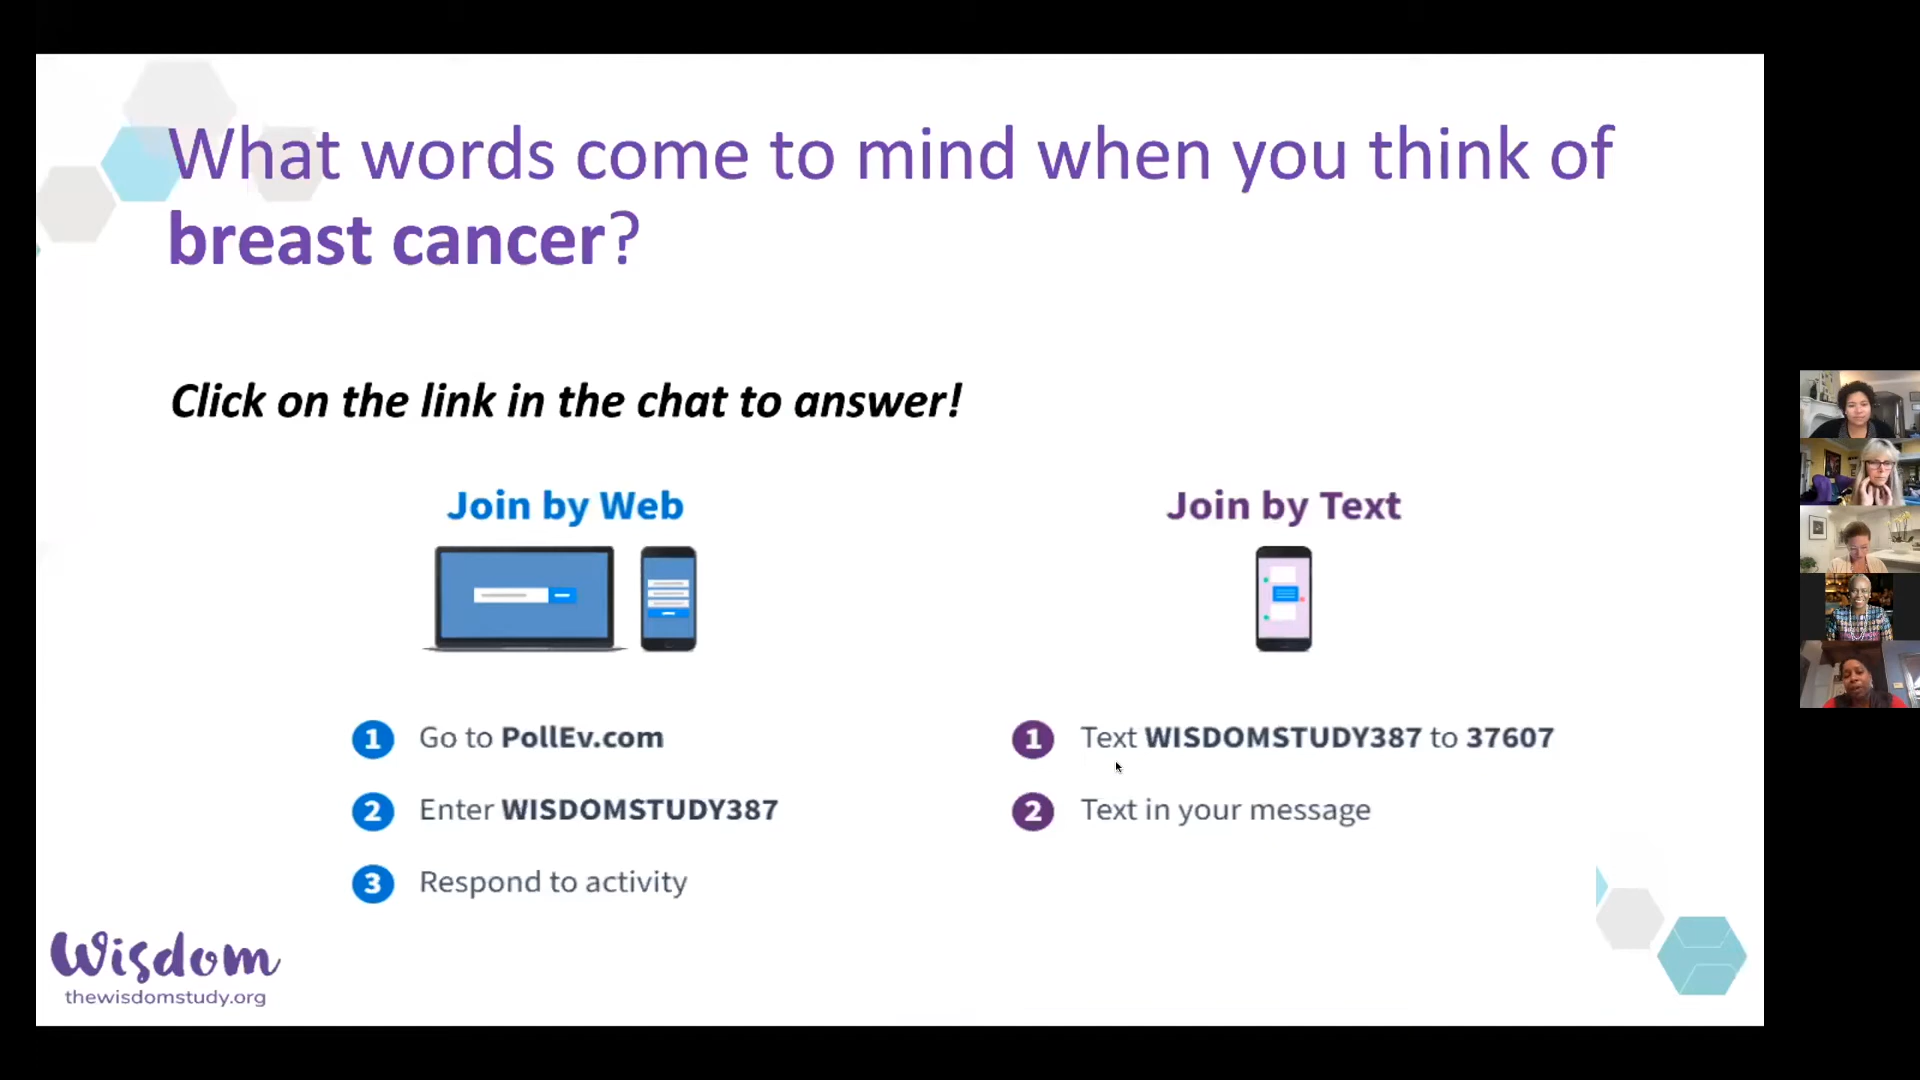 What words come to mind when you think of
breast cancer?
Click on the link in the chat to answer!
Join by Web
1 Go to PollEv.com
2 Enter WISDOMSTUDY387
3 Respond to activity
Join by Text
1 Text WISDOMSTUDY387 to 37607
2 Text in your message
Wisdom
thewisdomstudy.org